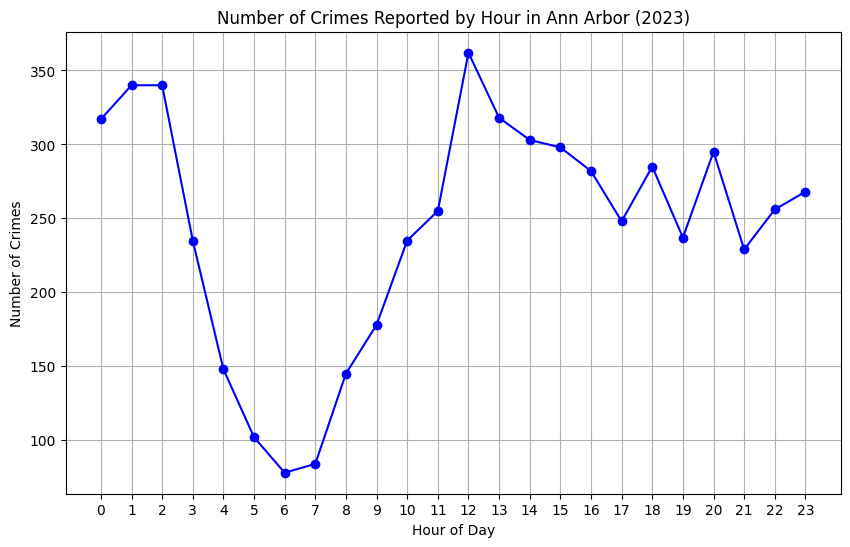 Number of Crimes Reported by Hour in Ann Arbor (2023)
350
300
250
200
150
100
Number of Crimes
0 1 2 3 4 5 6 7 8 9 10 11 12 13 14 15 16 17 18 19 20 21 22 23
Hour of Day